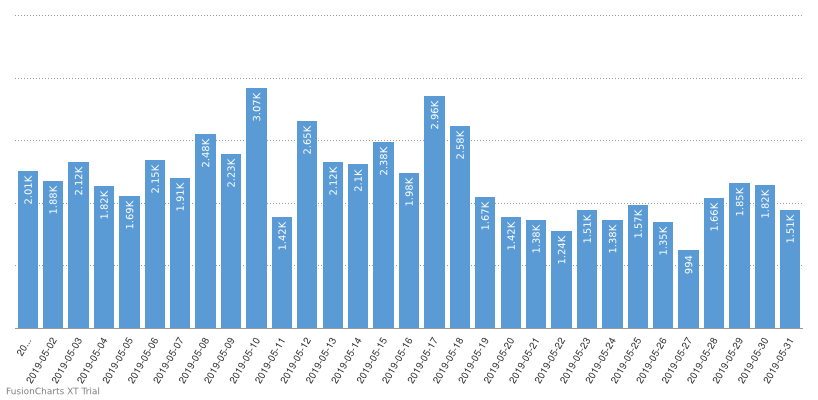 2.01K
1.88K
2.12K
1.82K
1.69K
2.15K
1.91K
2.48K
2.23K
3.07K
1.42K
2.65K
2.12K
2.1K
2.38K
1.98K
2.96K
2.58K
1.67K
1.42K
1.38K
1.24K
1.51K
1.38K
1.57K
1.35K
994
1.66K
1.85K
1.82K
1.51K
20...
2019-05-02
2019-05-03
2019-05-04
2019-05-05
2019-05-06
2019-05-07
2019-05-08
2019-05-09
2019-05-10
2019-05-11
2019-05-12
2019-05-13
2019-05-14
2019-05-15
2019-05-16
2019-05-17
2019-05-18
2019-05-19
2019-05-20
2019-05-21
2019-05-22
2019-05-23
2019-05-24
2019-05-25
2019-05-26
2019-05-27
2019-05-28
2019-05-29
2019-05-30
2019-05-31
FusionCharts XT Trial